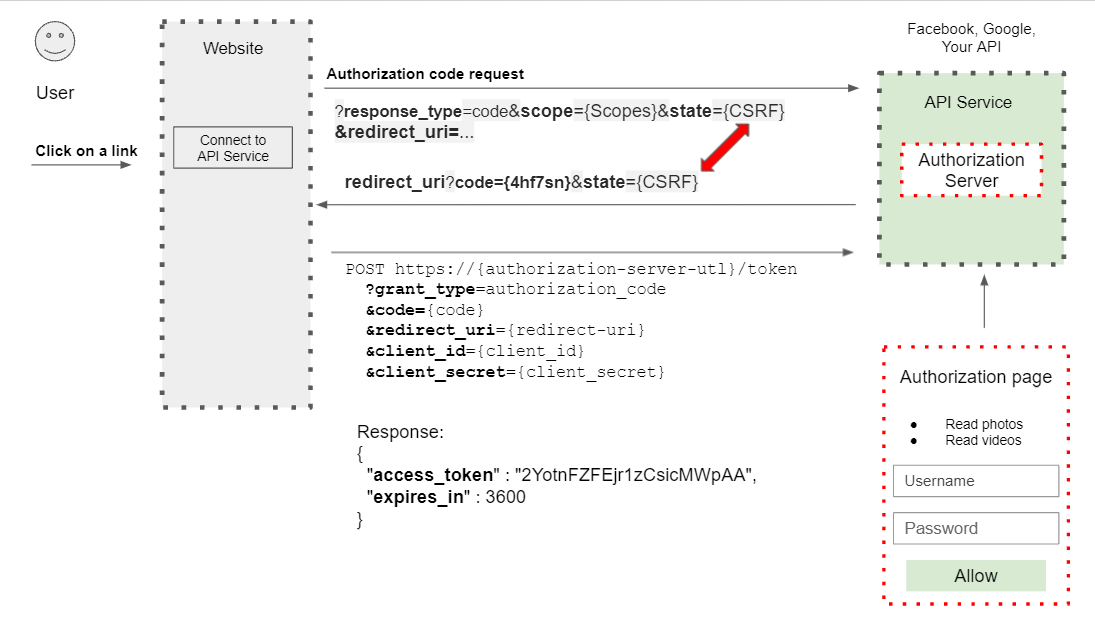 User
Click on a link
Website
Connect to
API Service
Authorization code request
?response_type=code&scope={Scopes}&state={CSRF}
&redirect_uri=...
redirect_uri?code={4hf7sn}&state={CSRF}
POST https://{authorization-server-utl}/token
?grant_type=authorization_code
&code={code}
&redirect_uri={redirect-uri}
&client_id={client_id}
&client_secret={client_secret}
Response:
{
"access_token" : "2YotnFZFEjr1zCsicMWpAA",
"expires_in" : 3600
}
Facebook, Google,
Your API
API Service
Authorization
Server
Authorization page
● Read photos
● Read videos
Username
Password
Allow